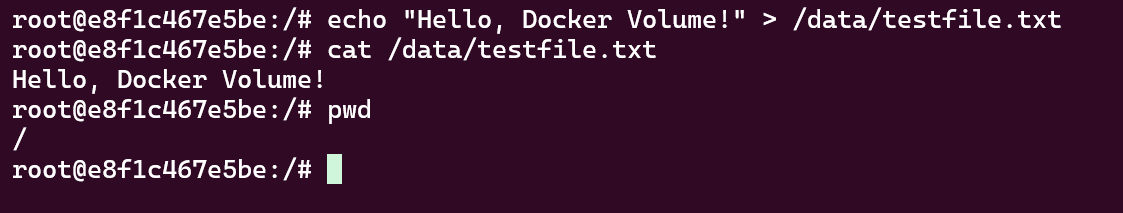 root@e8f1c467e5be:/# echo "Hello, Docker Volume!" > /data/testfile.txt
root@e8f1c467e5be:/# cat /data/testfile.txt
Hello, Docker Volume!
root@e8f1c467e5be:/# pwd
/
root@e8f1c467e5be:/#